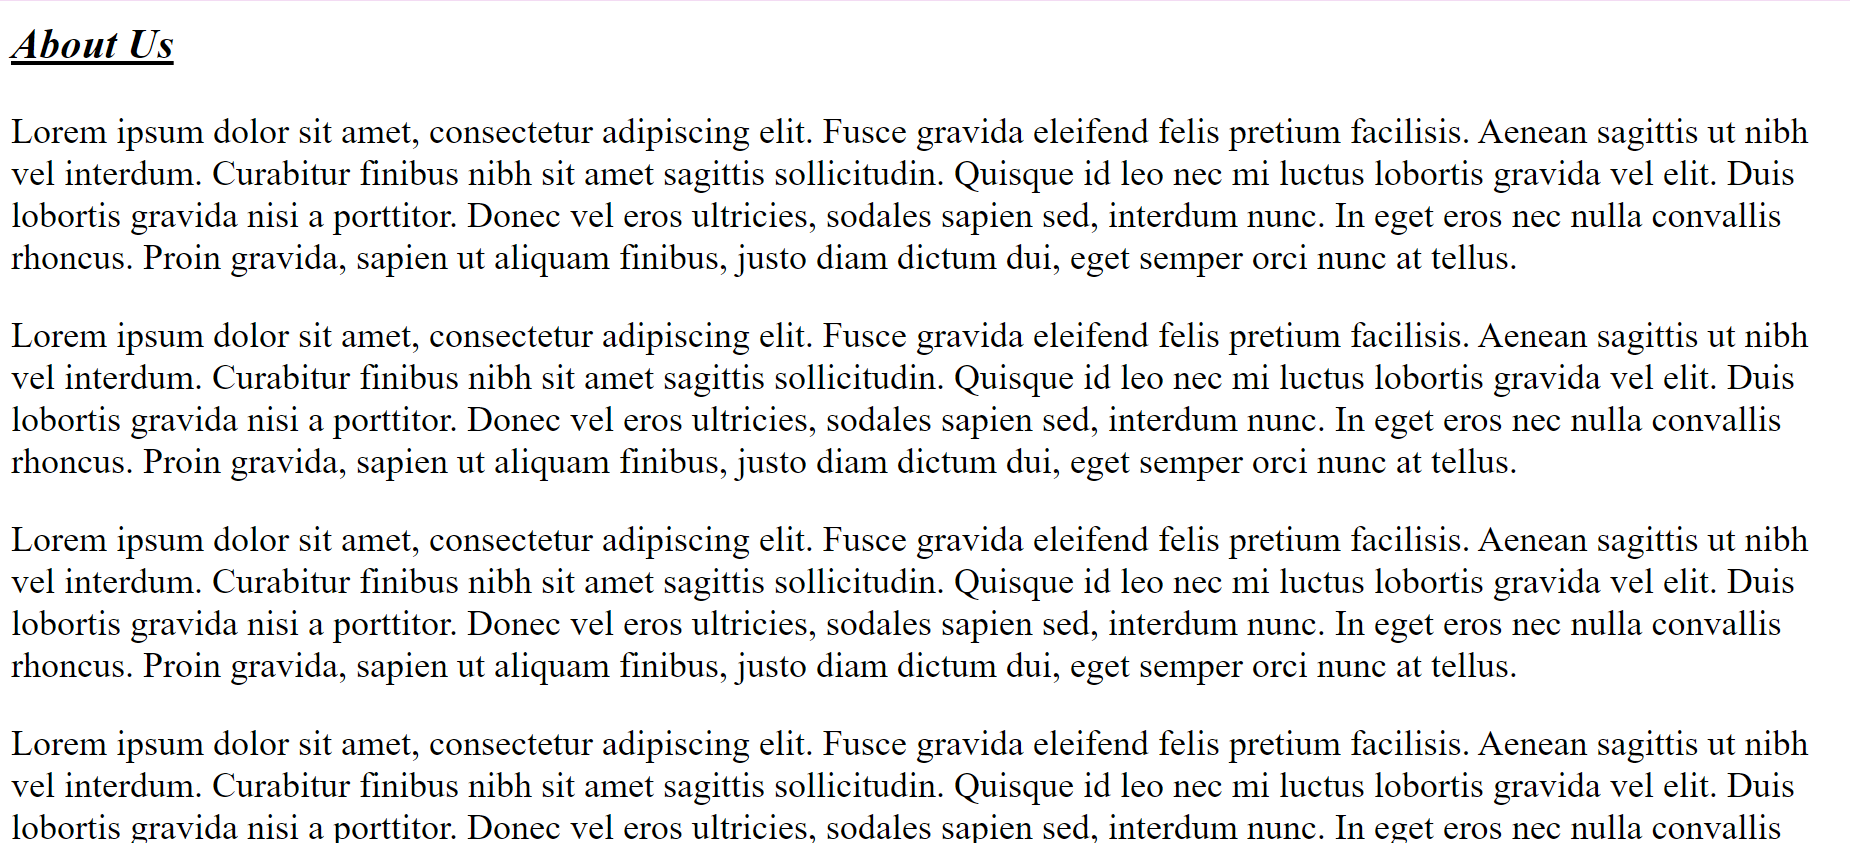 About Us
Lorem ipsum dolor sit amet, consectetur adipiscing elit. Fusce gravida eleifend felis pretium facilisis. Aenean sagittis ut nibh
vel interdum. Curabitur finibus nibh sit amet sagittis sollicitudin. Quisque id leo nec mi luctus lobortis gravida vel elit. Duis
lobortis gravida nisi a porttitor. Donec vel eros ultricies, sodales sapien sed, interdum nunc. In eget eros nec nulla convallis
rhoncus. Proin gravida, sapien ut aliquam finibus, justo diam dictum dui, eget semper orci nunc at tellus.
Lorem ipsum dolor sit amet, consectetur adipiscing elit. Fusce gravida eleifend felis pretium facilisis. Aenean sagittis ut nibh
vel interdum. Curabitur finibus nibh sit amet sagittis sollicitudin. Quisque id leo nec mi luctus lobortis gravida vel elit. Duis
lobortis gravida nisi a porttitor. Donec vel eros ultricies, sodales sapien sed, interdum nunc. In eget eros nec nulla convallis
rhoncus. Proin gravida, sapien ut aliquam finibus, justo diam dictum dui, eget semper orci nunc at tellus.
Lorem ipsum dolor sit amet, consectetur adipiscing elit. Fusce gravida eleifend felis pretium facilisis. Aenean sagittis ut nibh
vel interdum. Curabitur finibus nibh sit amet sagittis sollicitudin. Quisque id leo nec mi luctus lobortis gravida vel elit. Duis
lobortis gravida nisi a porttitor. Donec vel eros ultricies, sodales sapien sed, interdum nunc. In eget eros nec nulla convallis
rhoncus. Proin gravida, sapien ut aliquam finibus, justo diam dictum dui, eget semper orci nunc at tellus.
Lorem ipsum dolor sit amet, consectetur adipiscing elit. Fusce gravida eleifend felis pretium facilisis. Aenean sagittis ut nibh
vel interdum. Curabitur finibus nibh sit amet sagittis sollicitudin. Quisque id leo nec mi luctus lobortis gravida vel elit. Duis
lobortis gravida nisi a porttitor. Donec vel eros ultricies, sodales sapien sed, interdum nunc. In eget eros nec nulla convallis